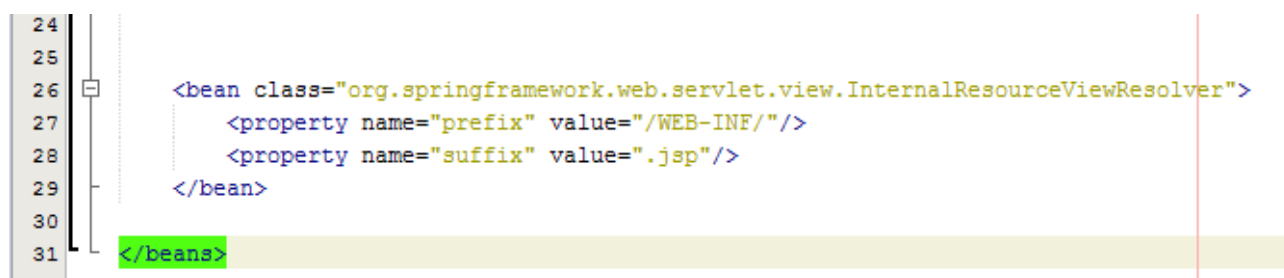 24
25
26 <bean class="org.springframework.web.servlet.view.InternalResourceViewResolver">
27 <property name="prefix" value="/WEB-INF/"/>
28 <property name="suffix" value=".jsp"/>
29 </bean>
30
31 </beans>